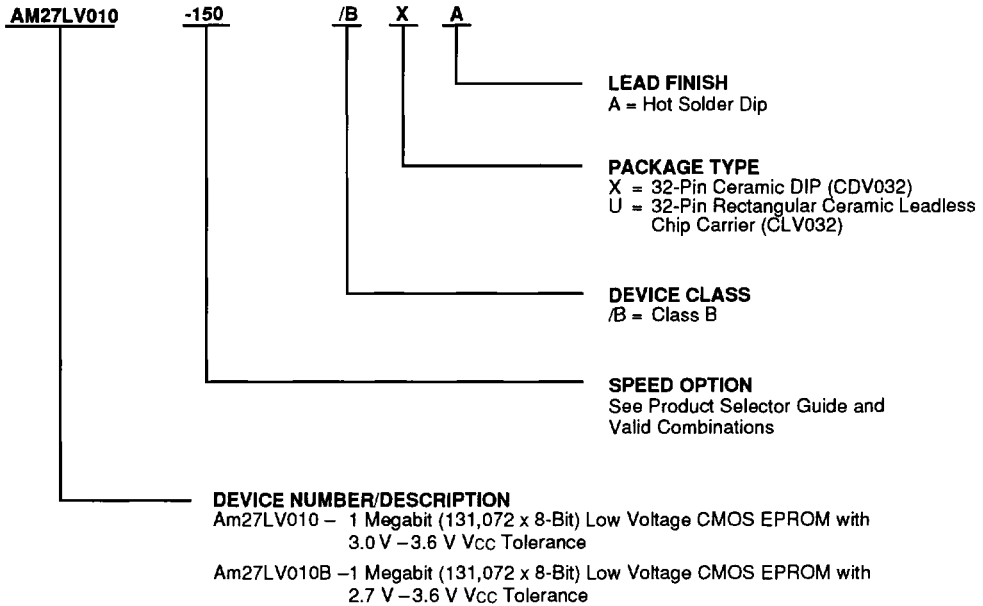 AM27LV010 -150 /B X A
LEAD FINISH
A = Hot Solder Dip
PACKAGE TYPE
X = 32-Pin Ceramic DIP (CDV032)
U = 32-Pin Rectangular Ceramic Leadless
Chip Carrier (CLV032)
DEVICE CLASS
/B = Class B
SPEED OPTION
See Product Selector Guide and
Valid Combinations
DEVICE NUMBER/DESCRIPTION
Am27LV010 – 1 Megabit (131,072 x 8-Bit) Low Voltage CMOS EPROM with
3.0 V –3.6 V VCC Tolerance
Am27LV010B –1 Megabit (131,072 x 8-Bit) Low Voltage CMOS EPROM with
2.7 V –3.6 V VCC Tolerance